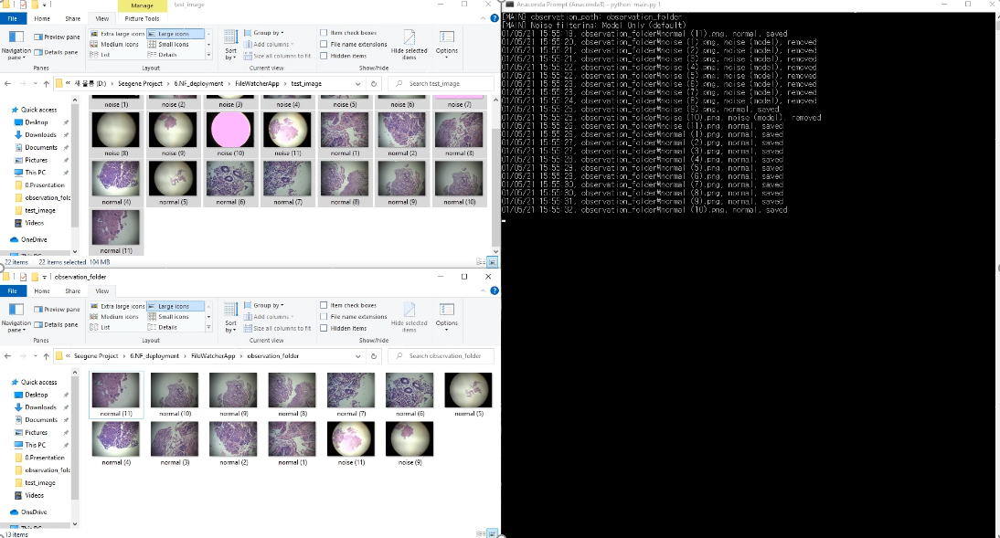 Manage
test_image
File
Home
Share
View
Picture Tools
Navigation pane
Preview pane
Details pane
Extra large icons
Large icons
Medium icons
Small icons
List
Details
Sort by
Group by
Add columns
Size all columns to fit
Item check boxes
File name extensions
Hidden items
Hide selected items
Options
Panes
Layout
Current view
Show/hide
새 볼륨 (D:) > Seegene Project > 6.NF_deployment > FileWatcherApp > test_image
Search test_image
Quick access
Desktop
Downloads
Documents
Pictures
This PC
0.Presentation
observation_fold
test_image
Videos
OneDrive
noise (1)
noise (2)
noise (3)
noise (4)
noise (5)
noise (6)
noise (7)
noise (8)
noise (9)
noise (10)
noise (11)
normal (1)
normal (2)
normal (3)
normal (4)
normal (5)
normal (6)
normal (7)
normal (8)
normal (9)
normal (10)
normal (11)
22 items
22 items selected 104 MB
observation_folder
File
Home
Share
View
Navigation pane
Preview pane
Details pane
Extra large icons
Large icons
Medium icons
Small icons
List
Details
Sort by
Group by
Add columns
Size all columns to fit
Item check boxes
File name extensions
Hidden items
Hide selected items
Options
Panes
Layout
Current view
Show/hide
Seegene Project > 6.NF_deployment > FileWatcherApp > observation_folder
Search observation_folder
Quick access
Desktop
Downloads
Documents
Pictures
This PC
0.Presentation
observation_fold
test_image
Videos
OneDrive
normal (11)
normal (10)
normal (9)
normal (8)
normal (7)
normal (6)
normal (5)
normal (4)
normal (3)
normal (2)
normal (1)
noise (11)
noise (9)
13 items
Anaconda Prompt (Anaconda3) - python main.py 1
[MAIN] observation_path: observation_folder
[MAIN] Noise filtering: Model Only (default)
01/05/21 15:55:19, observation_folder₩normal (11).png, normal, saved
01/05/21 15:55:20, observation_folder₩noise (1).png, noise (model), removed
01/05/21 15:55:21, observation_folder₩noise (2).png, noise (model), removed
01/05/21 15:55:21, observation_folder₩noise (3).png, noise (model), removed
01/05/21 15:55:22, observation_folder₩noise (4).png, noise (model), removed
01/05/21 15:55:22, observation_folder₩noise (5).png, noise (model), removed
01/05/21 15:55:23, observation_folder₩noise (6).png, noise (model), removed
01/05/21 15:55:23, observation_folder₩noise (7).png, noise (model), removed
01/05/21 15:55:24, observation_folder₩noise (8).png, noise (model), removed
01/05/21 15:55:25, observation_folder₩noise (9).png, normal, saved
01/05/21 15:55:25, observation_folder₩noise (10).png, noise (model), removed
01/05/21 15:55:26, observation_folder₩noise (11).png, normal, saved
01/05/21 15:55:26, observation_folder₩normal (1).png, normal, saved
01/05/21 15:55:27, observation_folder₩normal (2).png, normal, saved
01/05/21 15:55:27, observation_folder₩normal (3).png, normal, saved
01/05/21 15:55:28, observation_folder₩normal (4).png, normal, saved
01/05/21 15:55:29, observation_folder₩normal (5).png, normal, saved
01/05/21 15:55:29, observation_folder₩normal (6).png, normal, saved
01/05/21 15:55:30, observation_folder₩normal (7).png, normal, saved
01/05/21 15:55:30, observation_folder₩normal (8).png, normal, saved
01/05/21 15:55:31, observation_folder₩normal (9).png, normal, saved
01/05/21 15:55:32, observation_folder₩normal (10).png, normal, saved